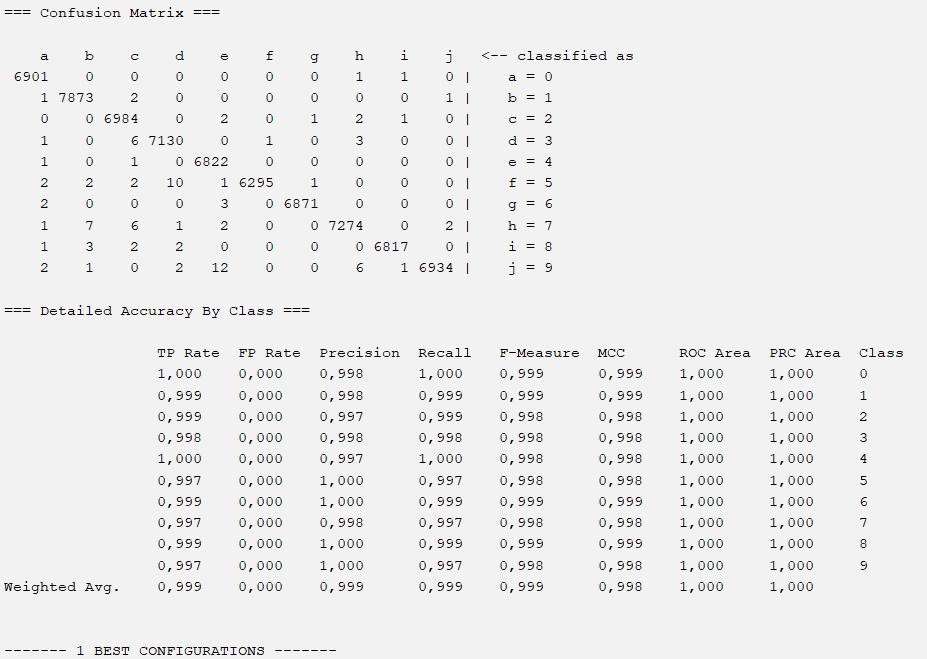 === Confusion Matrix ===
a b c d e f g h i j <-- classified as
6901 0 0 0 0 0 0 1 1 0 | a = 0
1 7873 2 0 0 0 0 0 0 1 | b = 1
0 0 6984 0 2 0 1 2 1 0 | c = 2
1 0 6 7130 0 1 0 3 0 0 | d = 3
1 0 1 0 6822 0 0 0 0 0 | e = 4
2 2 2 10 1 6295 1 0 0 0 | f = 5
2 0 0 0 3 0 6871 0 0 0 | g = 6
1 7 6 1 2 0 0 7274 0 2 | h = 7
1 3 2 2 0 0 0 0 6817 0 | i = 8
2 1 0 2 12 0 0 6 1 6934 | j = 9
=== Detailed Accuracy By Class ===
TP Rate FP Rate Precision Recall F-Measure MCC ROC Area PRC Area Class
1,000 0,000 0,998 1,000 0,999 0,999 1,000 1,000 0
0,999 0,000 0,998 0,999 0,999 0,999 1,000 1,000 1
0,999 0,000 0,997 0,999 0,998 0,998 1,000 1,000 2
0,998 0,000 0,998 0,998 0,998 0,998 1,000 1,000 3
1,000 0,000 0,997 1,000 0,998 0,998 1,000 1,000 4
0,997 0,000 1,000 0,997 0,998 0,998 1,000 1,000 5
0,999 0,000 1,000 0,999 0,999 0,999 1,000 1,000 6
0,997 0,000 0,998 0,997 0,998 0,998 1,000 1,000 7
0,999 0,000 1,000 0,999 0,999 0,999 1,000 1,000 8
0,997 0,000 1,000 0,997 0,998 0,998 1,000 1,000 9
Weighted Avg. 0,999 0,000 0,999 0,999 0,999 0,998 1,000 1,000
------- 1 BEST CONFIGURATIONS -------